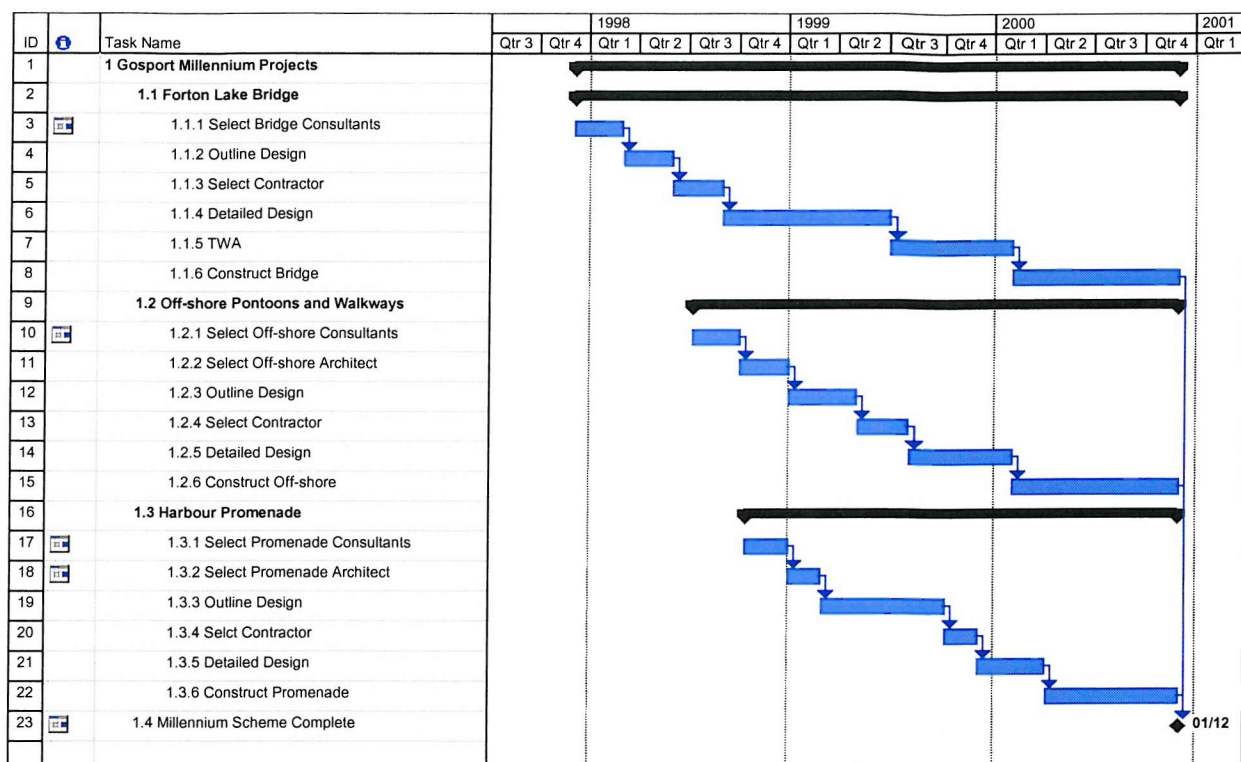 1998 1999 2000 2001
ID Task Name Qtr 3 Qtr 4 Qtr 1 Qtr 2 Qtr 3 Qtr 4 Qtr 1 Qtr 2 Qtr 3 Qtr 4 Qtr 1 Qtr 2 Qtr 3 Qtr 4 Qtr 1
1 1 Gosport Millennium Projects
2 1.1 Forton Lake Bridge
3 1.1.1 Select Bridge Consultants
4 1.1.2 Outline Design
5 1.1.3 Select Contractor
6 1.1.4 Detailed Design
7 1.1.5 TWA
8 1.1.6 Construct Bridge
9 1.2 Off-shore Pontoons and Walkways
10 1.2.1 Select Off-shore Consultants
11 1.2.2 Select Off-shore Architect
12 1.2.3 Outline Design
13 1.2.4 Select Contractor
14 1.2.5 Detailed Design
15 1.2.6 Construct Off-shore
16 1.3 Harbour Promenade
17 1.3.1 Select Promenade Consultants
18 1.3.2 Select Promenade Architect
19 1.3.3 Outline Design
20 1.3.4 Selct Contractor
21 1.3.5 Detailed Design
22 1.3.6 Construct Promenade
23 1.4 Millennium Scheme Complete 01/12